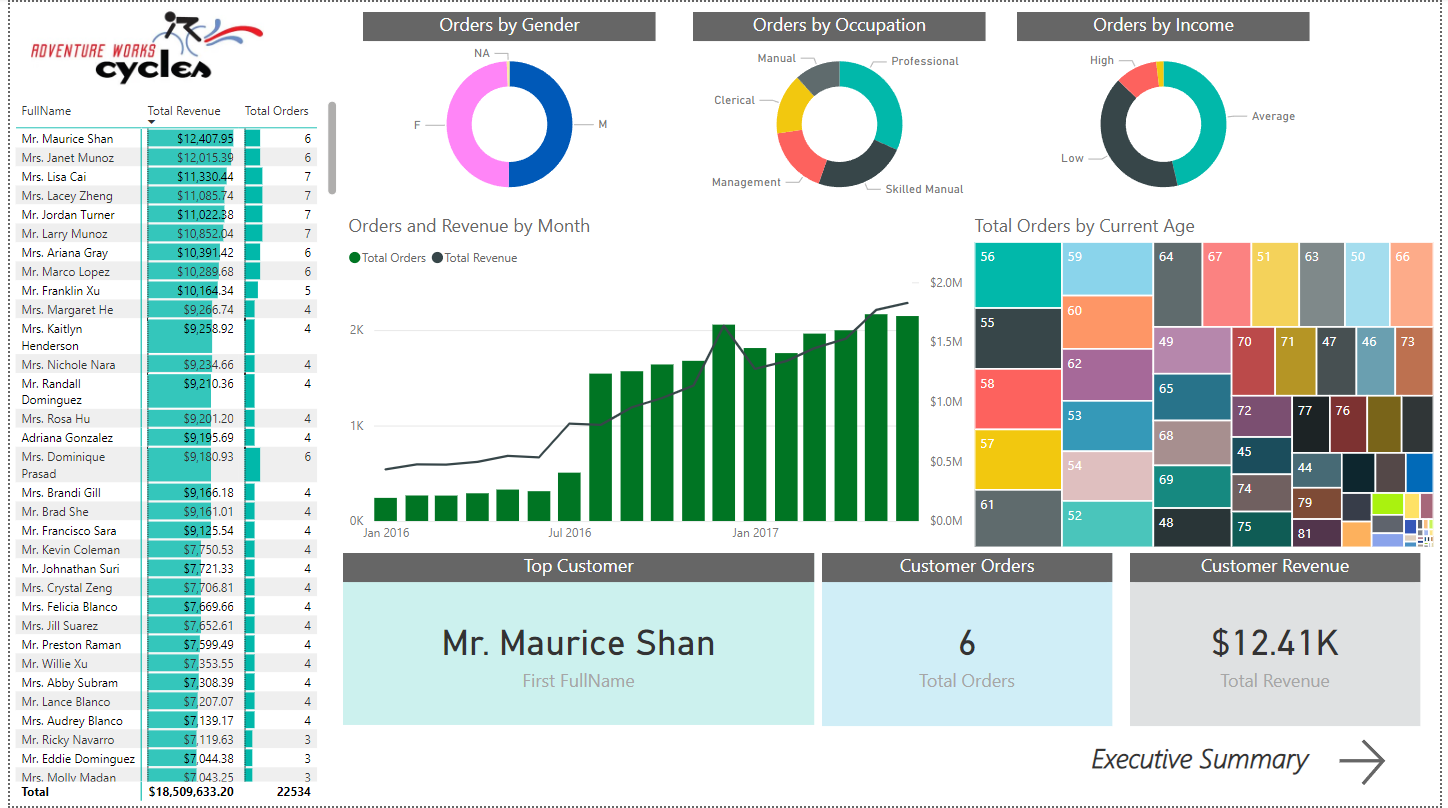 ADVENTURE WORKS
cycles
FullName Total Revenue Total Orders
Mr. Maurice Shan $12,407.95 6
Mrs. Janet Munoz $12,015.39 6
Mrs. Lisa Cai $11,330.44 7
Mrs. Lacey Zheng $11,085.74 7
Mr. Jordan Turner $11,022.38 7
Mr. Larry Munoz $10,852.04 7
Mrs. Ariana Gray $10,391.42 6
Mr. Marco Lopez $10,289.68 6
Mr. Franklin Xu $10,164.34 5
Mrs. Margaret He $9,266.74 4
Mrs. Kaitlyn $9,258.92 4
Henderson
Mrs. Nichole Nara $9,234.66 4
Mr. Randall $9,210.36 4
Dominguez
Mrs. Rosa Hu $9,201.20 4
Adriana Gonzalez $9,195.69 4
Mrs. Dominique $9,180.93 6
Prasad
Mrs. Brandi Gill $9,166.18 4
Mr. Brad She $9,161.01 4
Mr. Francisco Sara $9,125.54 4
Mr. Kevin Coleman $7,750.53 4
Mr. Johnathan Suri $7,721.33 4
Mrs. Crystal Zeng $7,706.81 4
Mrs. Felicia Blanco $7,669.66 4
Mrs. Jill Suarez $7,652.61 4
Mr. Preston Raman $7,599.49 4
Mr. Willie Xu $7,353.55 4
Mrs. Abby Subram $7,308.39 4
Mr. Lance Blanco $7,207.07 4
Mrs. Audrey Blanco $7,139.17 4
Mr. Ricky Navarro $7,119.63 3
Mr. Eddie Dominguez $7,044.38 3
Mrs. Molly Madan $7,043.25 3
Total $18,509,633.20 22534
Orders by Gender
NA
F
M
Orders by Occupation
Manual
Professional
Clerical
Management
Skilled Manual
Orders by Income
High
Average
Low
Orders and Revenue by Month
Total Orders Total Revenue
$2.0M
2K
$1.5M
$1.0M
1K
$0.5M
0K
$0.0M
Jan 2016 Jul 2016 Jan 2017
Total Orders by Current Age
56
55
58
57
61
59
60
62
53
54
52
64 67 51 63 50 66
49
65
68
69
48
70 71 47 46 73
72
45
74
75
77 76
44
79
81
Top Customer
Mr. Maurice Shan
First FullName
Customer Orders
6
Total Orders
Customer Revenue
$12.41K
Total Revenue
Executive Summary